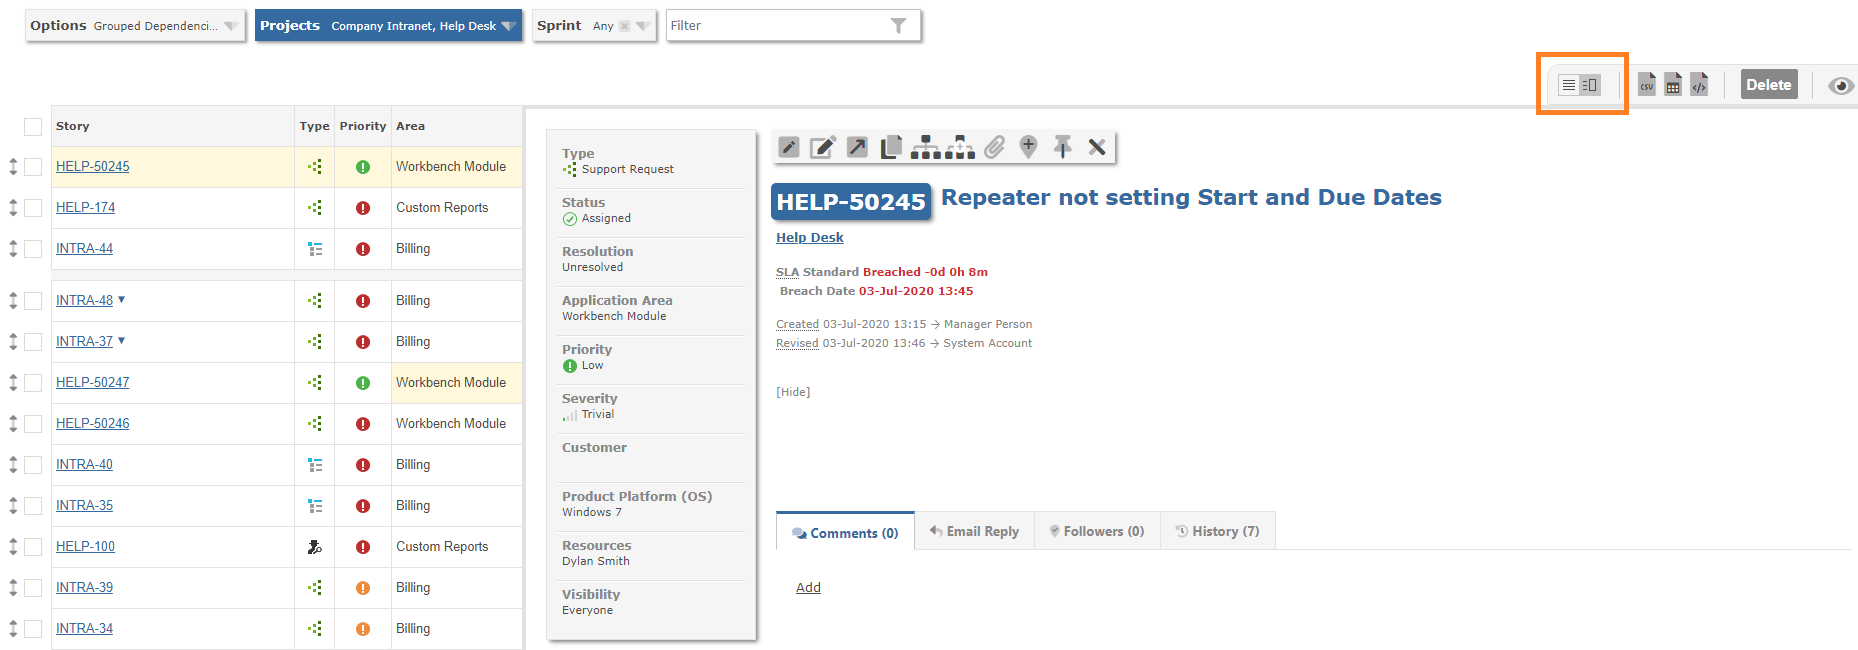 Options Grouped Dependenci...
Projects Company Intranet, Help Desk
Sprint Any
Filter
CSV
</>
Delete
Story Type Priority Area
HELP-50245 Workbench Module
HELP-174 Custom Reports
INTRA-44 Billing
INTRA-48 Billing
INTRA-37 Billing
HELP-50247 Workbench Module
HELP-50246 Workbench Module
INTRA-40 Billing
INTRA-35 Billing
HELP-100 Custom Reports
INTRA-39 Billing
INTRA-34 Billing
Type
Support Request
Status
Assigned
Resolution
Unresolved
Application Area
Workbench Module
Priority
Low
Severity
Trivial
Customer
Product Platform (OS)
Windows 7
Resources
Dylan Smith
Visibility
Everyone
HELP-50245 Repeater not setting Start and Due Dates
Help Desk
SLA Standard Breached -0d 0h 8m
Breach Date 03-Jul-2020 13:45
Created 03-Jul-2020 13:15 → Manager Person
Revised 03-Jul-2020 13:46 → System Account
[Hide]
Comments (0) Email Reply Followers (0) History (7)
Add